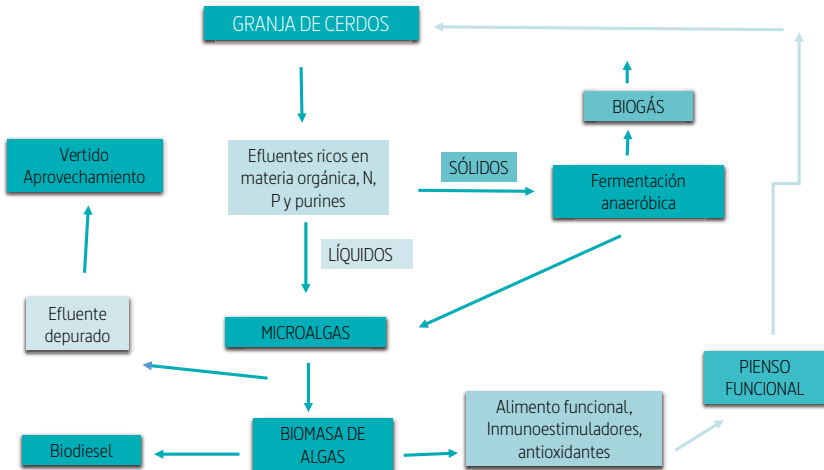 GRANJA DE CERDOS
BIOGÁS
Vertido
Aprovechamiento
Efluentes ricos en
materia orgánica, N,
P y purines
SÓLIDOS
Fermentación
anaeróbica
LÍQUIDOS
Efluente
depurado
MICROALGAS
PIENSO
FUNCIONAL
Alimento funcional,
Inmunoestimuladores,
antioxidantes
Biodiesel
BIOMASA DE
ALGAS